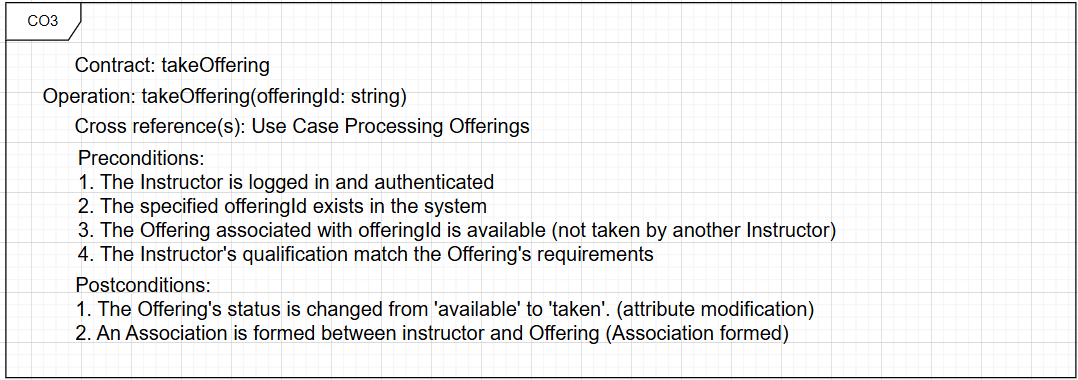 CO3
Contract: takeOffering
Operation: takeOffering(offeringId: string)
Cross reference(s): Use Case Processing Offerings
Preconditions:
1. The Instructor is logged in and authenticated
2. The specified offeringId exists in the system
3. The Offering associated with offeringId is available (not taken by another Instructor)
4. The Instructor's qualification match the Offering's requirements
Postconditions:
1. The Offering's status is changed from 'available' to 'taken'. (attribute modification)
2. An Association is formed between instructor and Offering (Association formed)